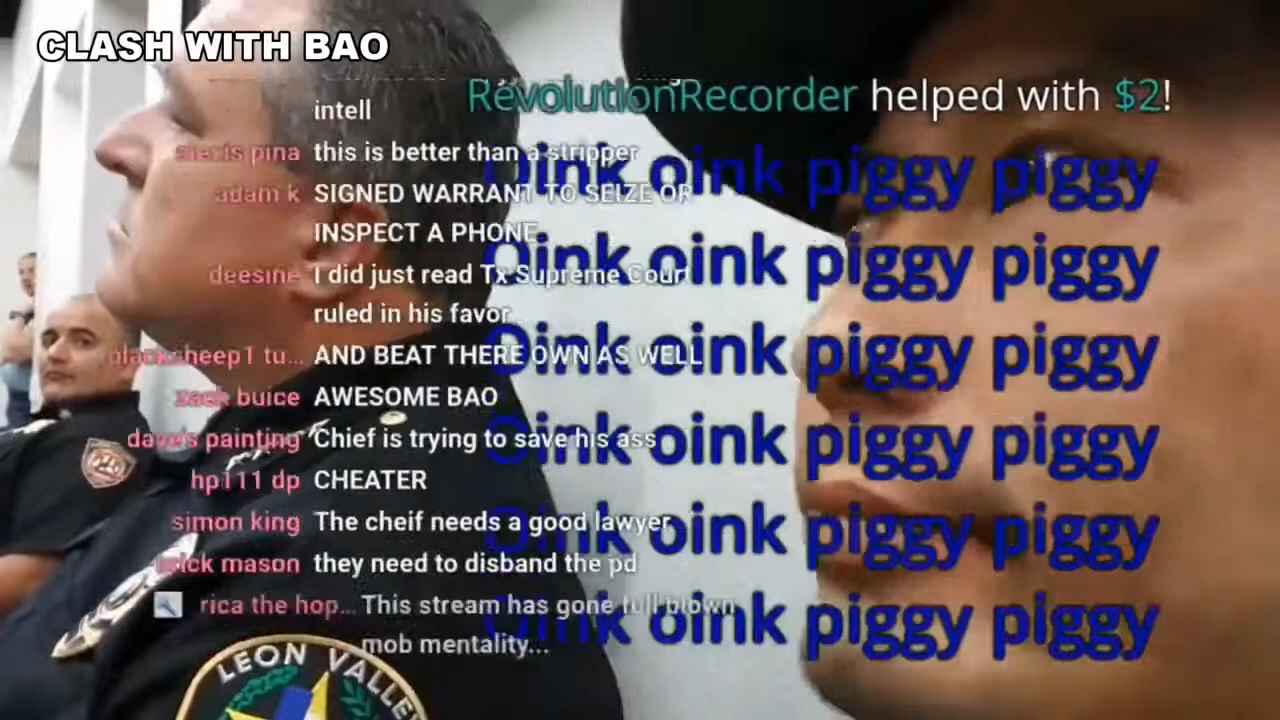 CLASH WITH BAO
RevolutionRecorder helped with $2!
intell
alexis pina this is better than a stripper
Oink oink piggy piggy
adam k SIGNED WARRANT TO SEIZE OR
INSPECT A PHONE
Oink oink piggy piggy
deesine I did just read Tx Supreme Court
ruled in his favor
Oink oink piggy piggy
blacksheep1 tu... AND BEAT THERE OWN AS WELL
zack buice AWESOME BAO
dave's painting Chief is trying to save his ass
Oink oink piggy piggy
hp111 dp CHEATER
simon king The cheif needs a good lawyer
Oink oink piggy piggy
mason they need to disband the pd
rica the hop... This stream has gone full blown
Oink oink piggy piggy
mob mentality...
LEON VALLEY